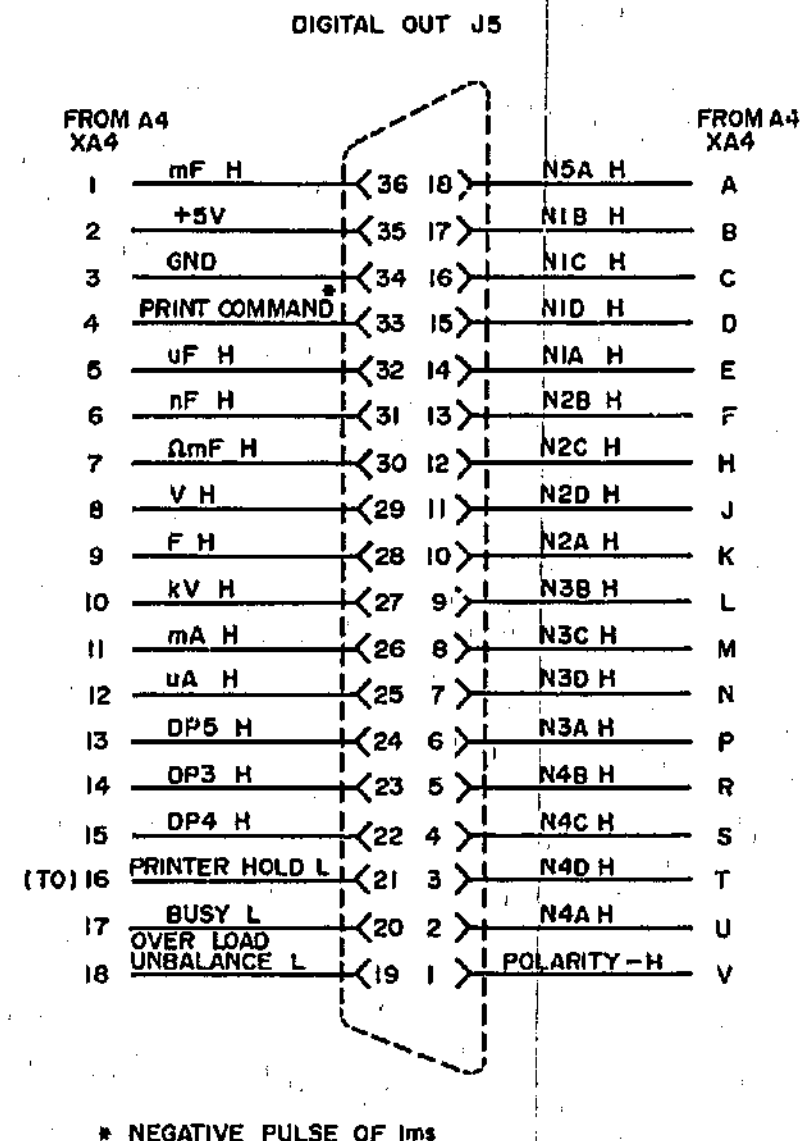 DIGITAL OUT J5
FROM A4 FROM A4
XA4 XA4
1 mF H 36 18 N5A H A
2 +5V 35 17 N1B H B
3 GND 34 16 N1C H C
4 PRINT COMMAND* 33 15 N1D H D
5 uF H 32 14 N1A H E
6 nF H 31 13 N2B H F
7 ΩmF H 30 12 N2C H H
8 V H 29 11 N2D H J
9 F H 28 10 N2A H K
10 kV H 27 9 N3B H L
11 mA H 26 8 N3C H M
12 uA H 25 7 N3D H N
13 DP5 H 24 6 N3A H P
14 DP3 H 23 5 N4B H R
15 DP4 H 22 4 N4C H S
(TO) 16 PRINTER HOLD L 21 3 N4D H T
17 BUSY L 20 2 N4A H U
OVER LOAD
18 UNBALANCE L 19 1 POLARITY-H V
* NEGATIVE PULSE OF 1ms